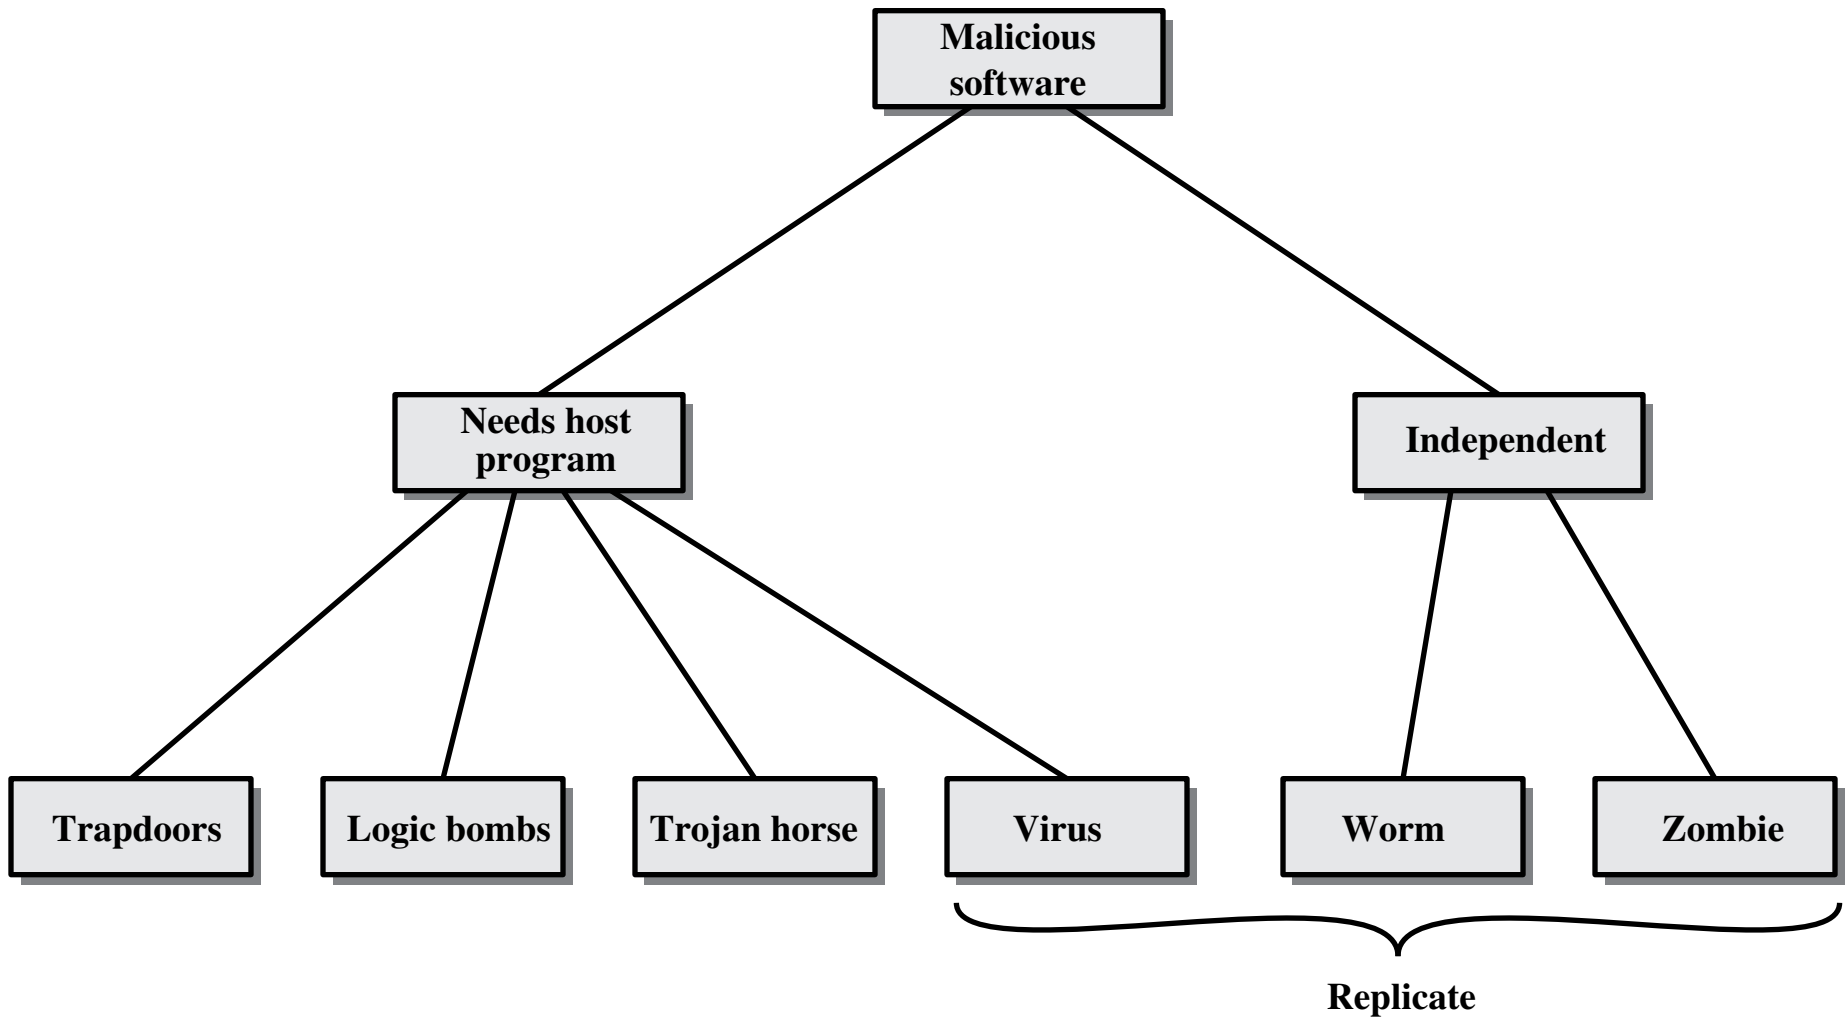 Malicious
software
Needs host
program
Independent
Trapdoors
Logic bombs
Trojan horse
Virus
Worm
Zombie
Replicate